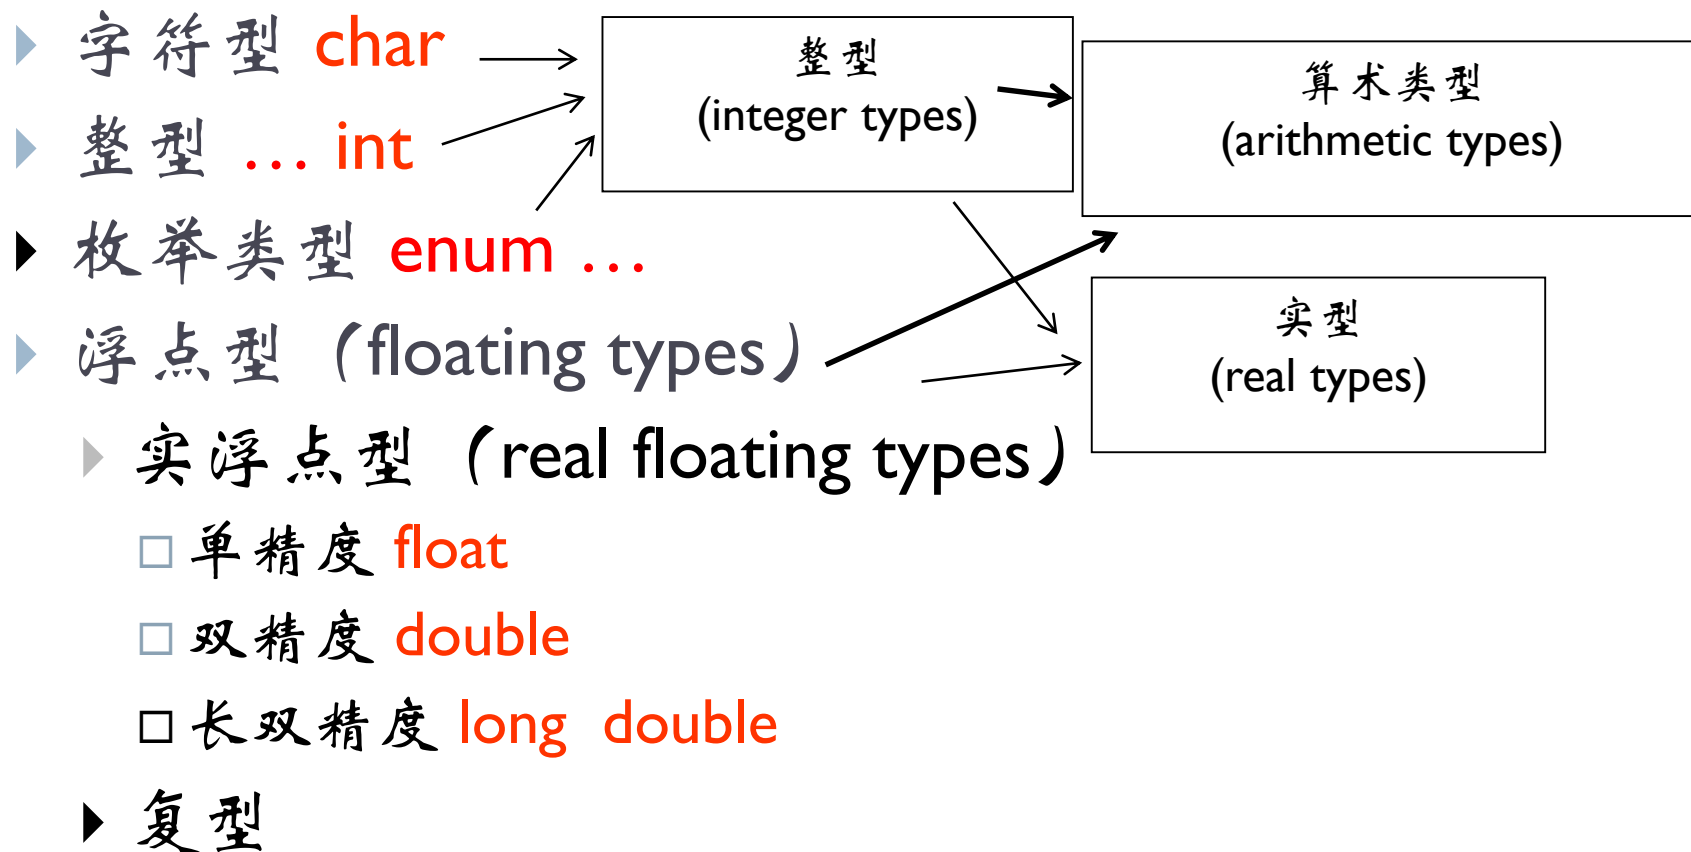 字符型 char
整型 … int
枚举类型 enum …
浮点型（floating types）
实浮点型（real floating types）
单精度 float
双精度 double
长双精度 long double
复型
整型
(integer types)
算术类型
(arithmetic types)
实型
(real types)